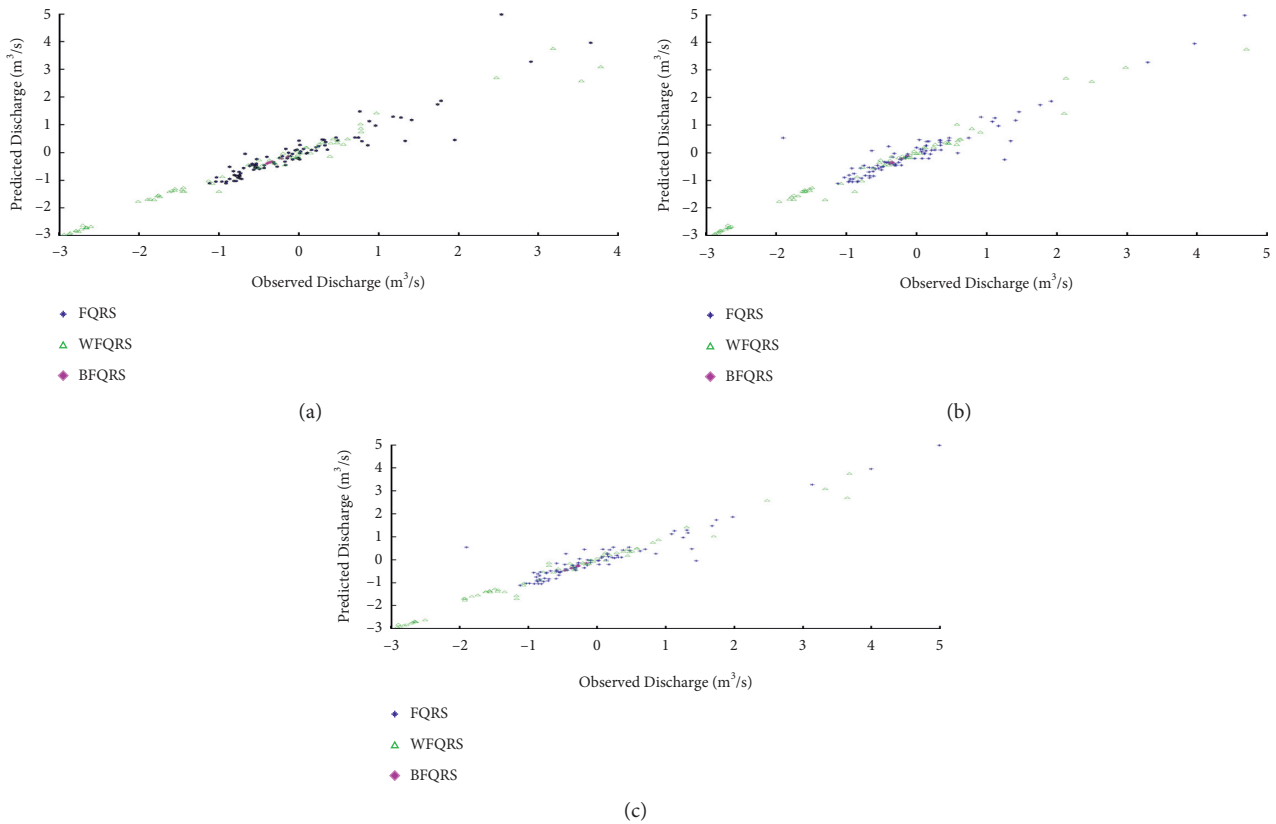 5
4
3
2
1
0
–1
–2
–3
Predicted Discharge (m³/s)
–3 –2 –1 0 1 2 3 4
Observed Discharge (m³/s)
FQRS
WFQRS
BFQRS
(a)
5
4
3
2
1
0
–1
–2
–3
Predicted Discharge (m³/s)
–3 –2 –1 0 1 2 3 4 5
Observed Discharge (m³/s)
FQRS
WFQRS
BFQRS
(b)
5
4
3
2
1
0
–1
–2
–3
Predicted Discharge (m³/s)
–3 –2 –1 0 1 2 3 4 5
Observed Discharge (m³/s)
FQRS
WFQRS
BFQRS
(c)